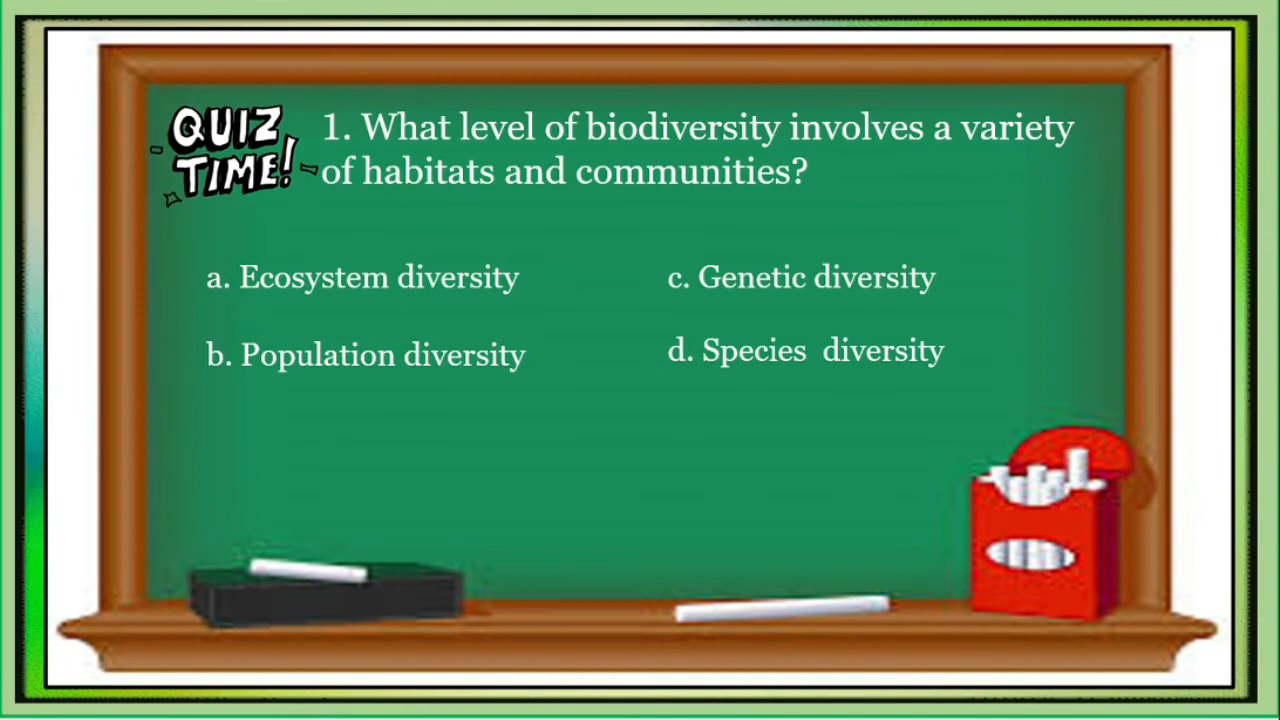 QUIZ
TIME!
1. What level of biodiversity involves a variety
of habitats and communities?
a. Ecosystem diversity
b. Population diversity
c. Genetic diversity
d. Species diversity